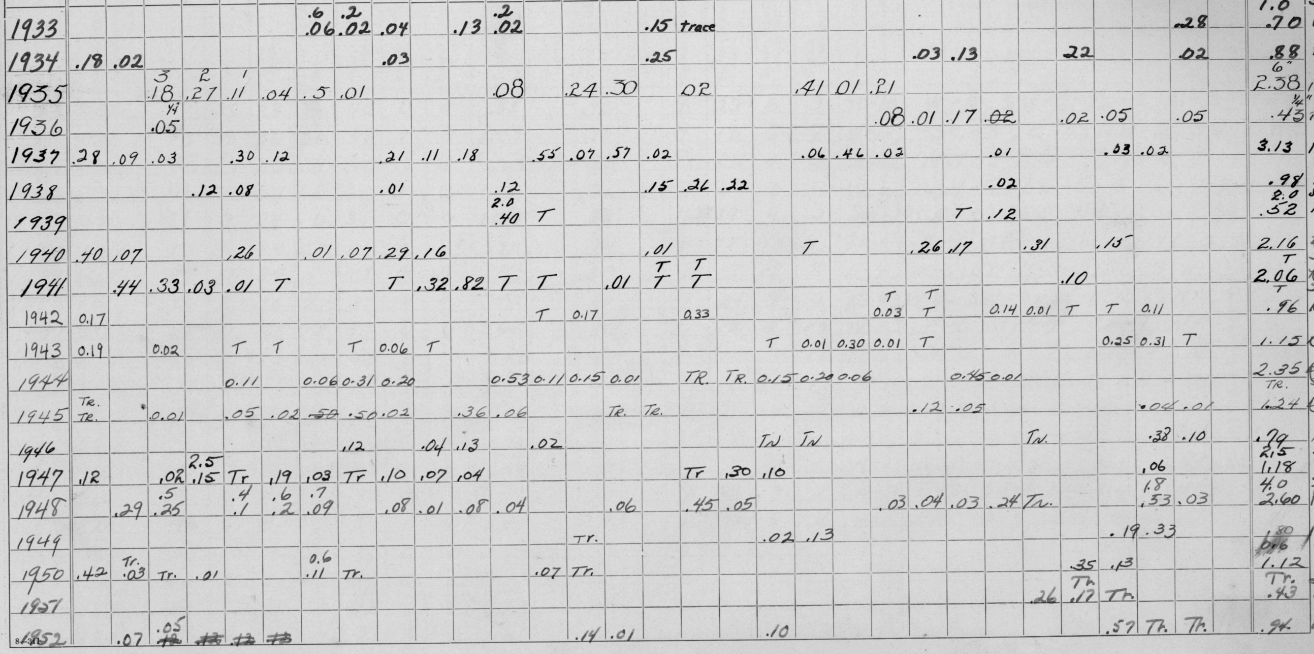 .6 .2 .2 1.0
1933 .06 .02 .04 .13 .02 .15 trace .28 .70
1934 .18 .02 .03 .25 .03 .13 .22 .02 .88
3 2 1 6"
1935 .18 .27 .11 .04 .5 .01 .08 .24 .30 .02 .41 .01 .21 2.38
1/4 1/4"
1936 .05 .08 .01 .17 .02 .02 .05 .05 .43
1937 .28 .09 .03 .30 .12 .21 .11 .18 .55 .07 .57 .02 .06 .46 .02 .01 .03 .02 3.13
1938 .12 .08 .01 .12 .15 .26 .22 .02 .98
2.0 2.0
1939 .40 T T .12 .52
1940 .40 .07 .26 .01 .07 .29 .16 .01 T .26 .17 .31 .15 2.16
T T T
1941 .44 .33 .03 .01 T T .32 .82 T T .01 T T .10 2.06
T T T
1942 0.17 T 0.17 0.33 0.03 T 0.14 0.01 T T 0.11 .96
1943 0.19 0.02 T T T 0.06 T T 0.01 0.30 0.01 T 0.25 0.31 T 1.15
1944 0.11 0.06 0.31 0.20 0.53 0.11 0.15 0.01 TR. TR. 0.15 0.20 0.06 0.45 0.01 2.35
TR. TR.
1945 TR. 0.01 .05 .02 .50 .50 .02 .36 .06 TR. TR. .12 .05 .04 .01 1.24
1946 .12 .04 .13 .02 TN TN TN. .38 .10 .79
2.5 2.5
1947 .12 .02 .15 Tr .19 .03 Tr .10 .07 .04 Tr .30 .10 .06 1.18
.5 .4 .6 .7 1.8 4.0
1948 .29 .25 .1 .2 .09 .08 .01 .08 .04 .06 .45 .05 .03 .04 .03 .24 TN. .53 .03 2.60
1949 Tr. .02 .13 .19 .33 .80
Tr. 0.6 0.6
1950 .42 .03 Tr. .01 .11 Tr. .07 Tr. .35 .13 1.12
Tr. Tr.
1951 .26 .17 Tr. .43
.05
1952 .07 .14 .01 .10 .57 Tr. Tr. .94